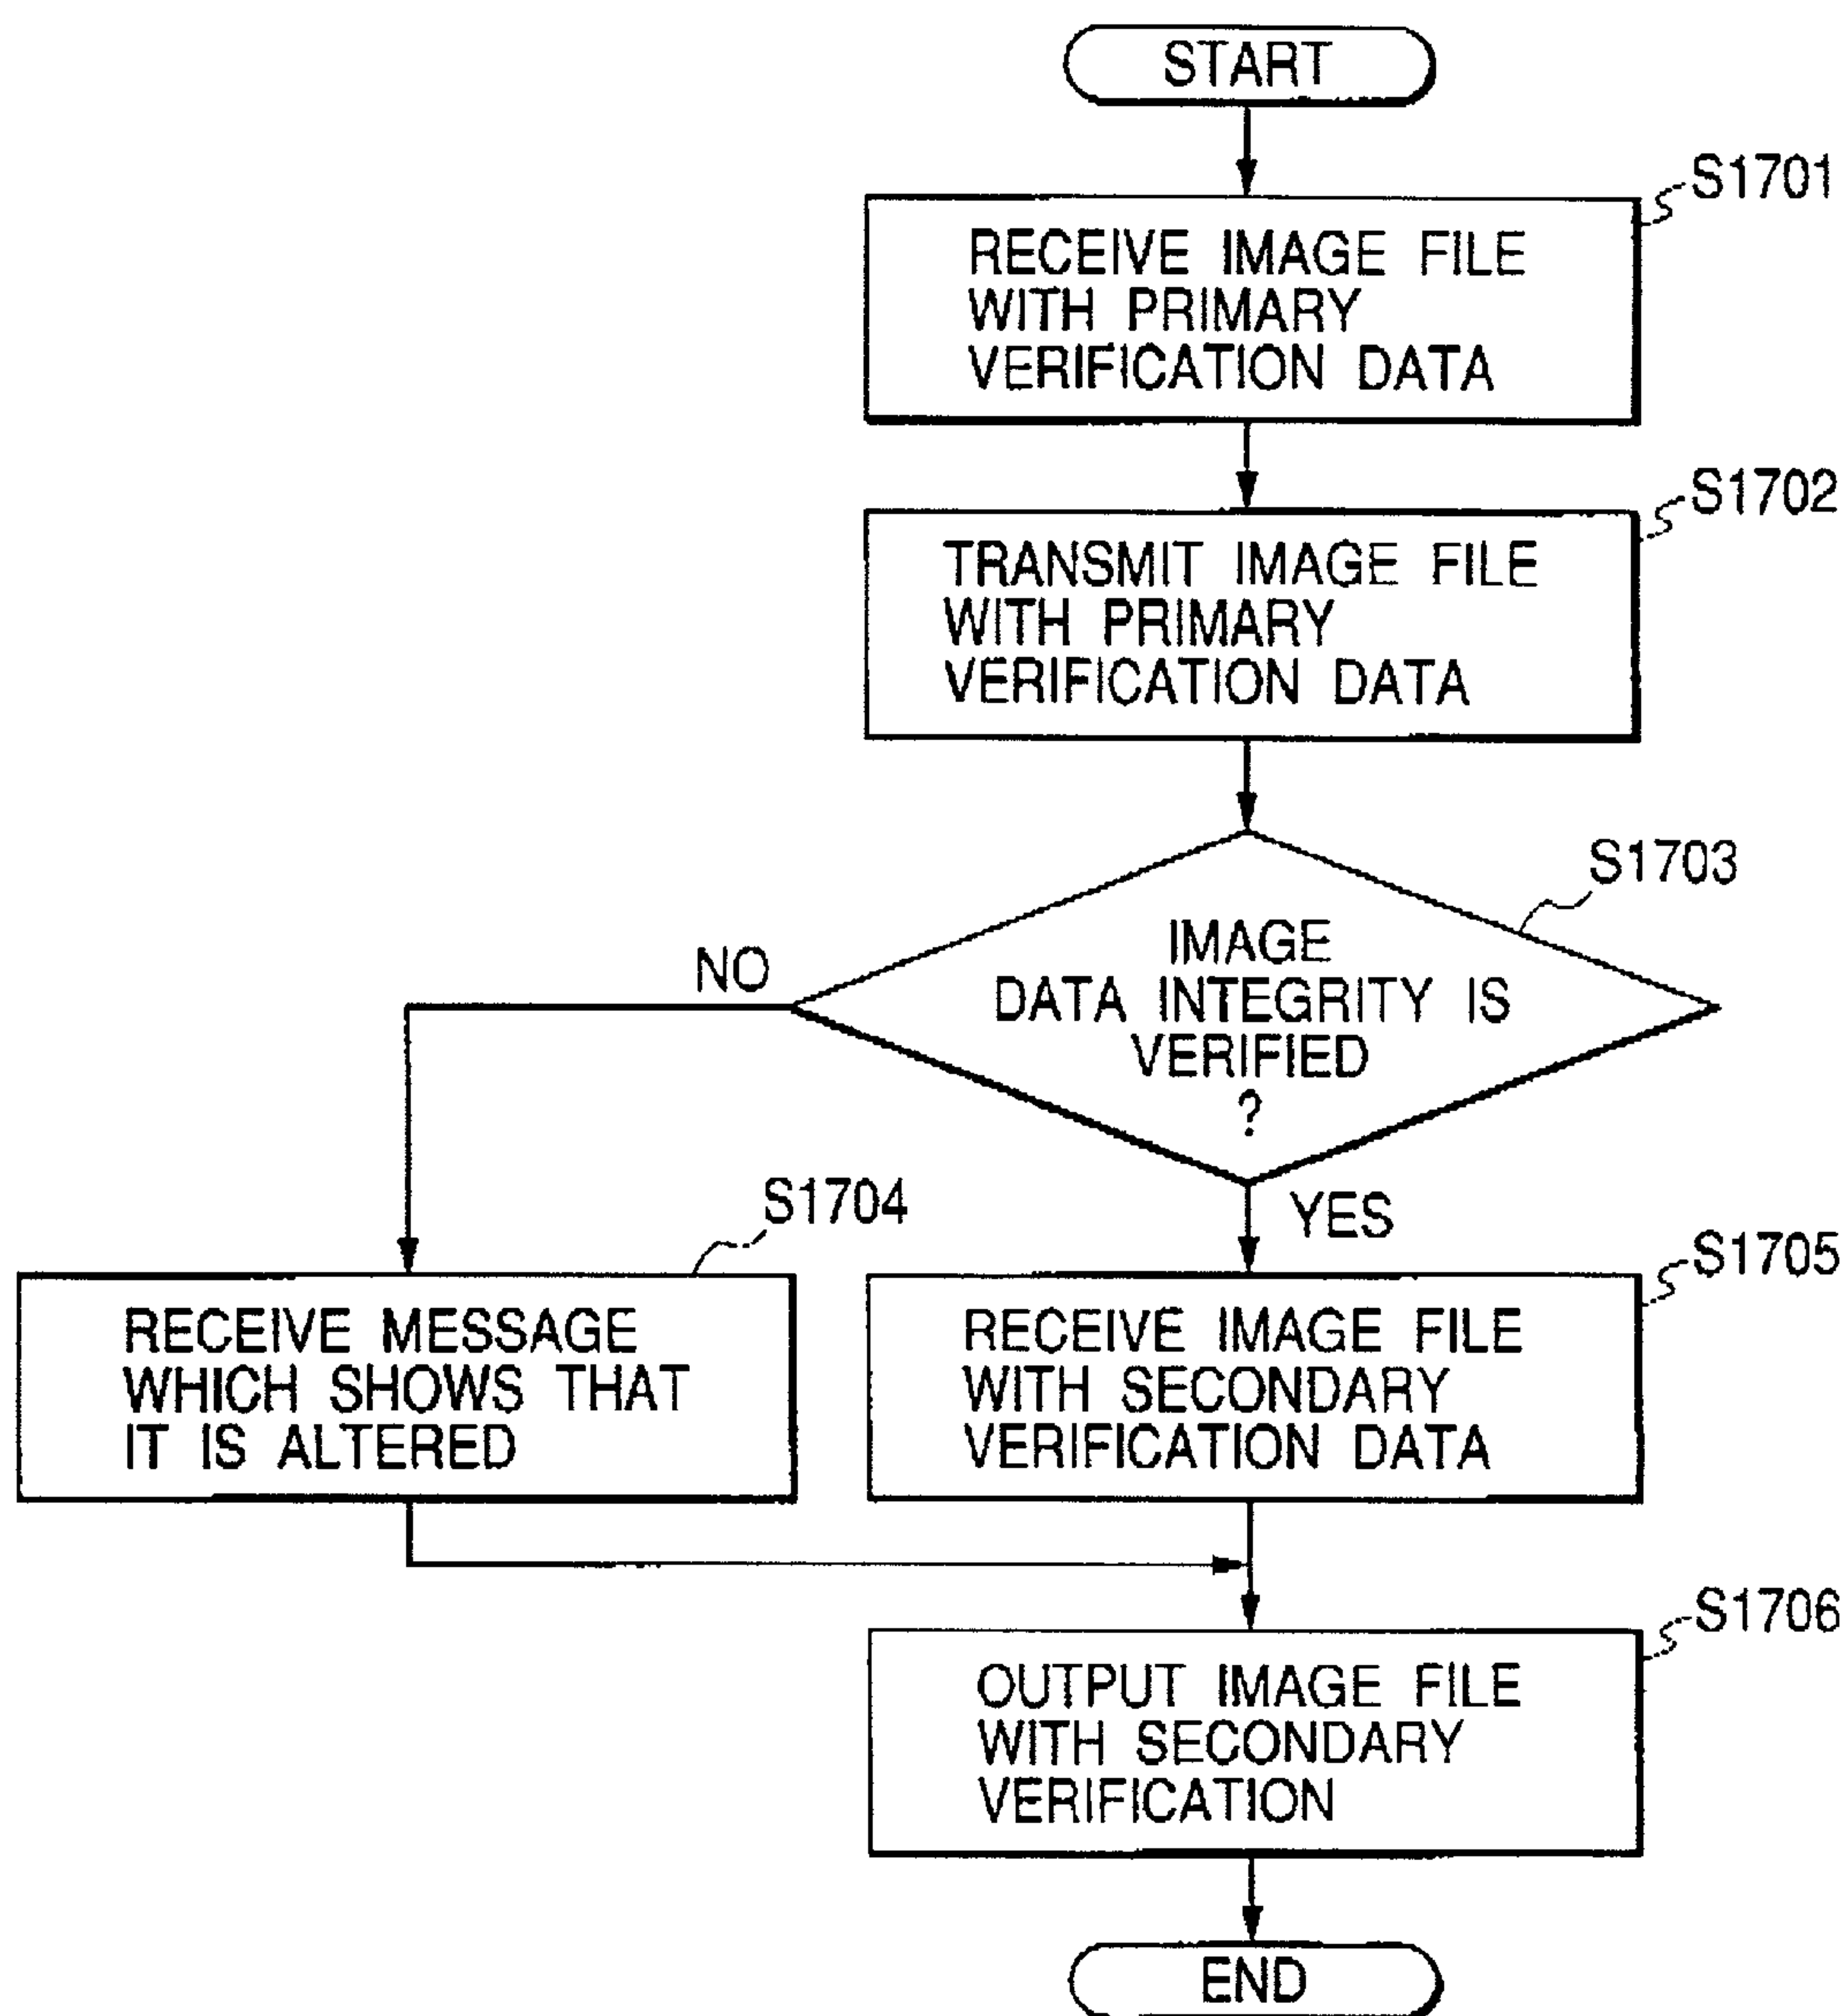 START
S1701
RECEIVE IMAGE FILE
WITH PRIMARY
VERIFICATION DATA
S1702
TRANSMIT IMAGE FILE
WITH PRIMARY
VERIFICATION DATA
S1703
IMAGE
DATA INTEGRITY IS
VERIFIED
?
NO
YES
S1704
RECEIVE MESSAGE
WHICH SHOWS THAT
IT IS ALTERED
S1705
RECEIVE IMAGE FILE
WITH SECONDARY
VERIFICATION DATA
S1706
OUTPUT IMAGE FILE
WITH SECONDARY
VERIFICATION
END